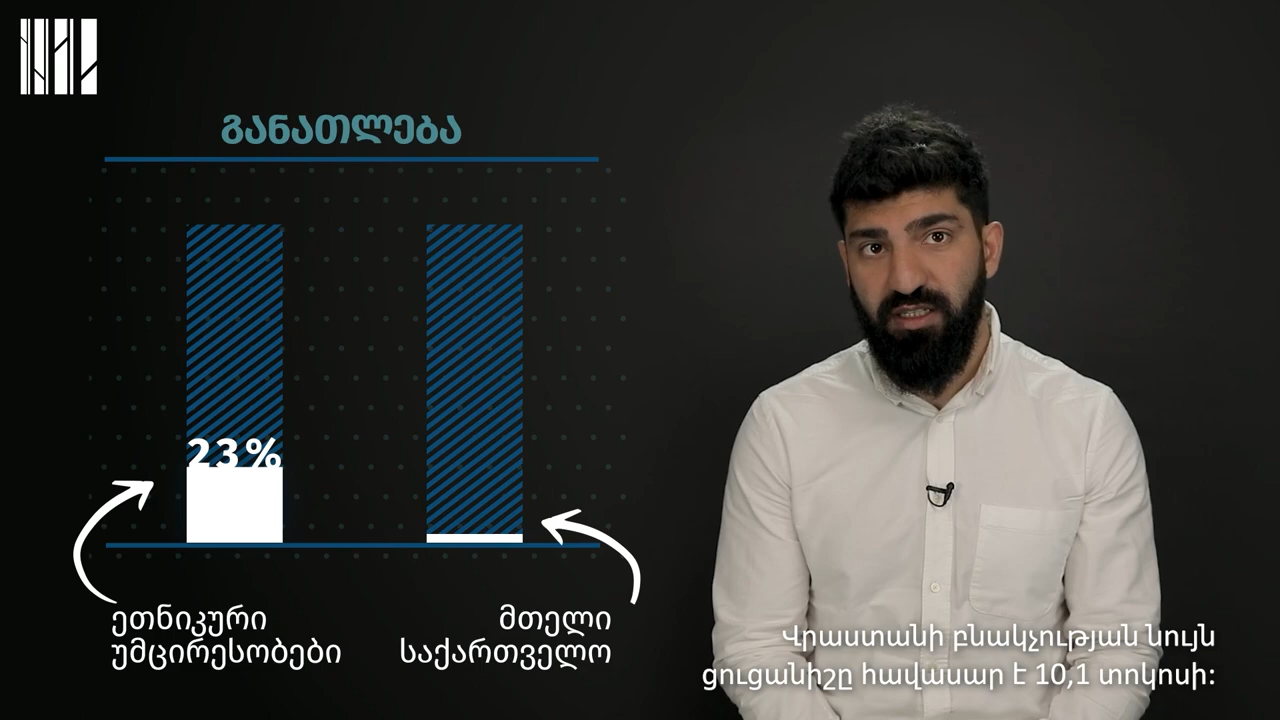 განათლება
23%
ეთნიკური
უმცირესობები
მთელი
საქართველო
Վրաստանի բնակչության նույն
ցուցանիշը հավասար է 10,1 տոկոսի: